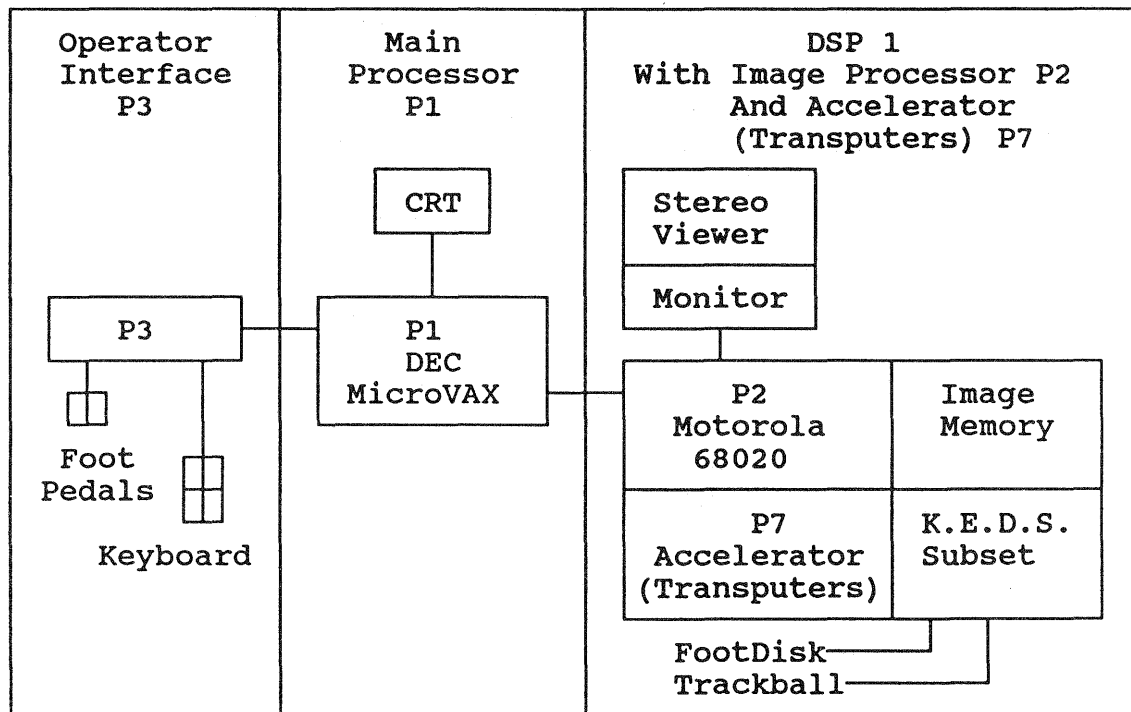 Operator
Interface
P3
Main
Processor
P1
DSP 1
With Image Processor P2
And Accelerator
(Transputers) P7
CRT
Stereo
Viewer
Monitor
P3
P1
DEC
MicroVAX
P2
Motorola
68020
Image
Memory
Foot
Pedals
Keyboard
P7
Accelerator
(Transputers)
K.E.D.S.
Subset
FootDisk
Trackball